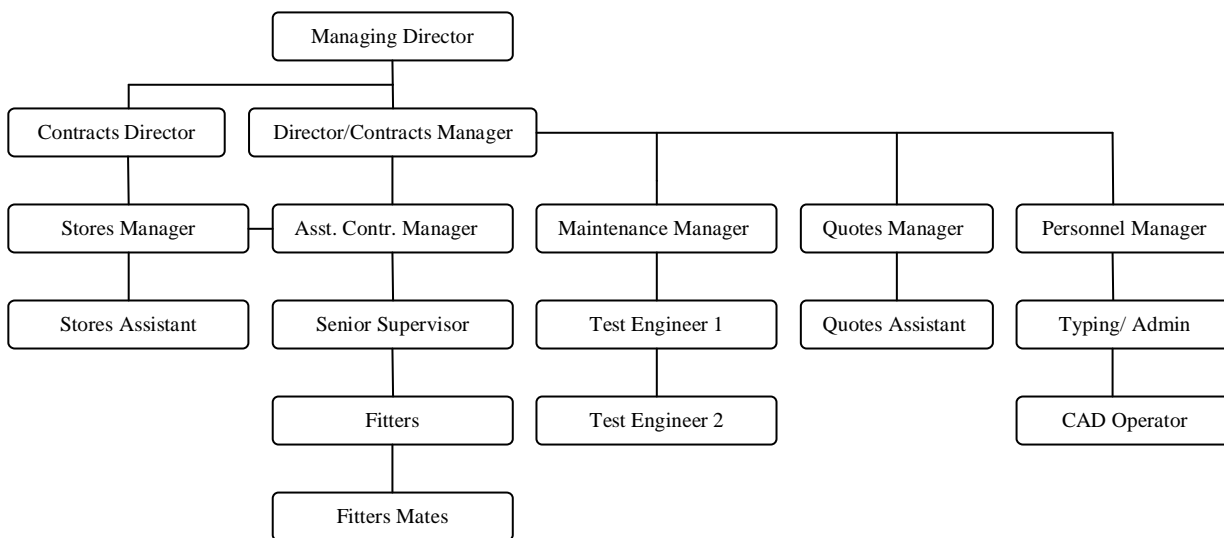 Managing Director
Contracts Director
Director/Contracts Manager
Stores Manager
Asst. Contr. Manager
Maintenance Manager
Quotes Manager
Personnel Manager
Stores Assistant
Senior Supervisor
Test Engineer 1
Quotes Assistant
Typing/ Admin
Fitters
Test Engineer 2
CAD Operator
Fitters Mates